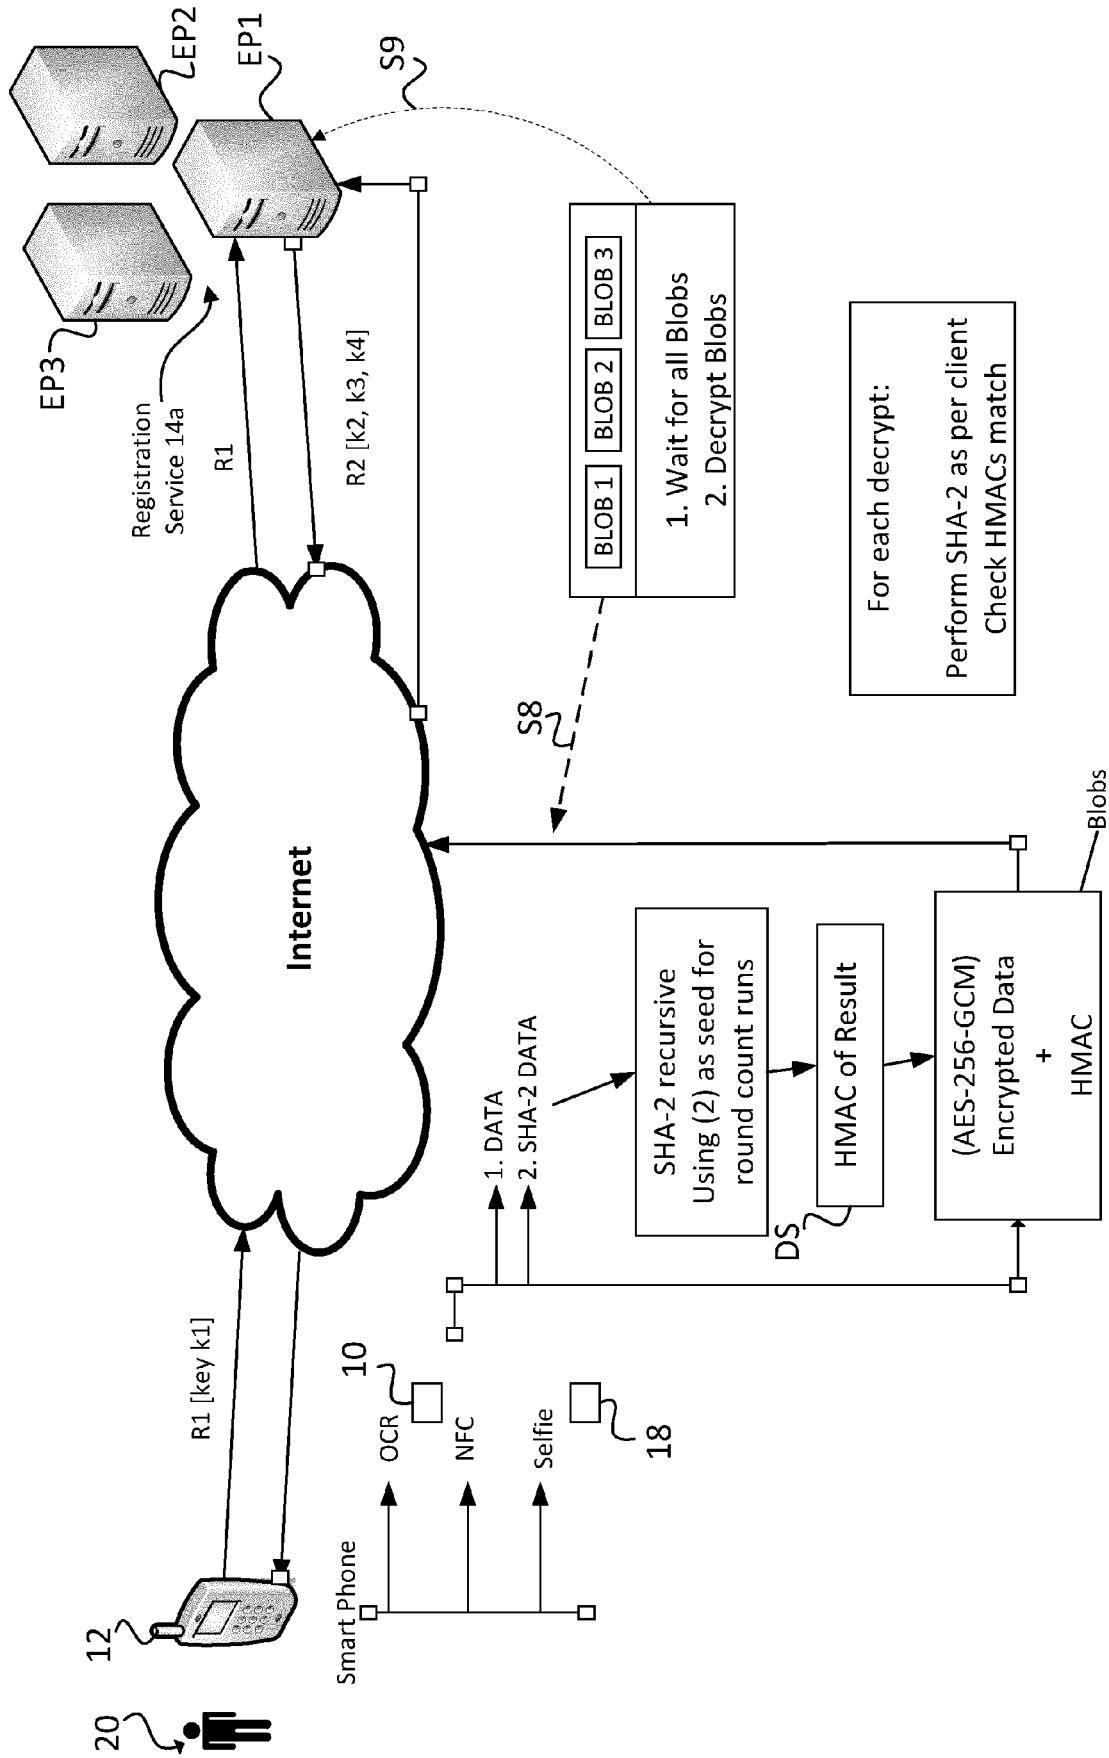 20
12
R1 [key k1]
Internet
R1
R2 [k2, k3, k4]
Registration
Service 14a
EP3
EP2
EP1
S9
Smart Phone
OCR
NFC
Selfie
10
18
1. DATA
2. SHA-2 DATA
SHA-2 recursive
Using (2) as seed for
round count runs
DS
HMAC of Result
(AES-256-GCM)
Encrypted Data
+
HMAC
Blobs
S8
BLOB 1
BLOB 2
BLOB 3
1. Wait for all Blobs
2. Decrypt Blobs
For each decrypt:
Perform SHA-2 as per client
Check HMACs match